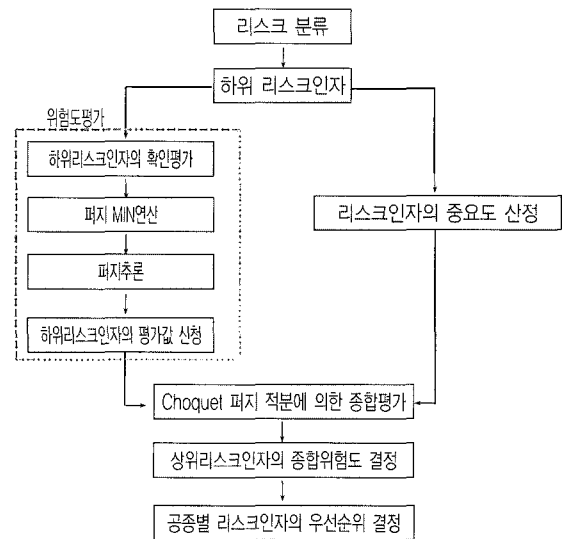 리스크 분류
하위 리스크인자
위험도평가
하위리스크인자의 확인평가
퍼지 MIN연산
퍼지추론
하위리스크인자의 평가값 신청
리스크인자의 중요도 산정
Choquet 퍼지 적분에 의한 종합평가
상위리스크인자의 종합위험도 결정
공종별 리스크인자의 우선순위 결정